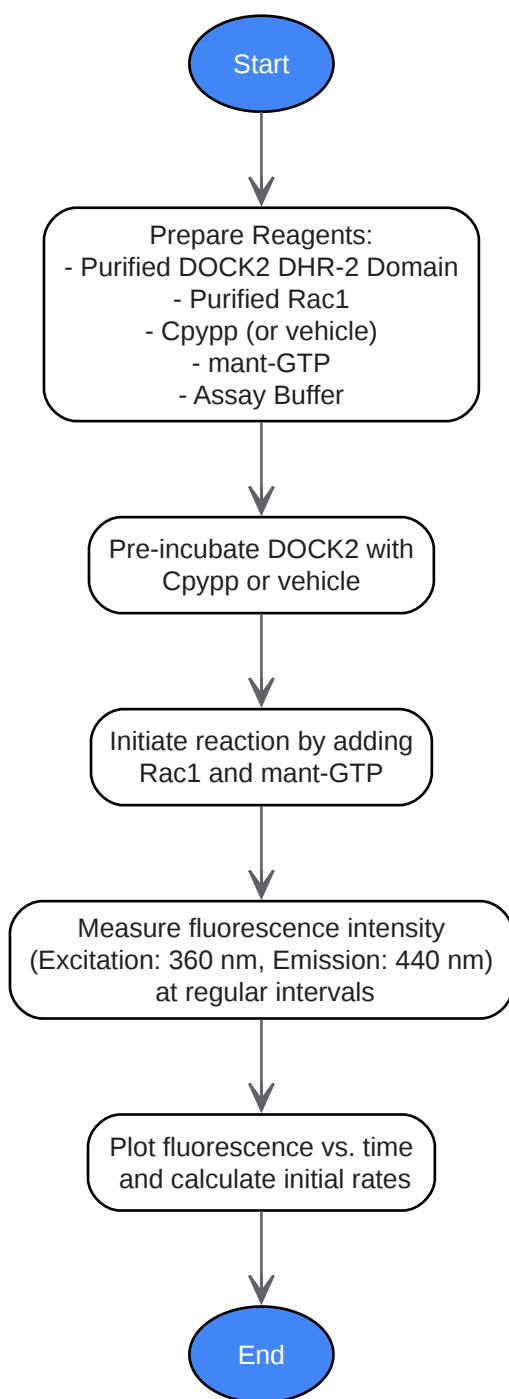 Start
Prepare Reagents:
- Purified DOCK2 DHR-2 Domain
- Purified Rac1
- Cpypp (or vehicle)
- mant-GTP
- Assay Buffer
Pre-incubate DOCK2 with
Cpypp or vehicle
Initiate reaction by adding
Rac1 and mant-GTP
Measure fluorescence intensity
(Excitation: 360 nm, Emission: 440 nm)
at regular intervals
Plot fluorescence vs. time
and calculate initial rates
End